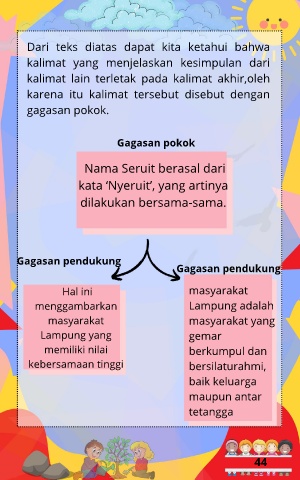 Dari teks diatas dapat kita ketahui bahwa
kalimat yang menjelaskan kesimpulan dari
kalimat lain terletak pada kalimat akhir,oleh
karena itu kalimat tersebut disebut dengan
gagasan pokok.
Gagasan pokok
Nama Seruit berasal dari
kata ‘Nyeruit’, yang artinya
dilakukan bersama-sama.
Gagasan pendukung
Hal ini
menggambarkan
masyarakat
Lampung yang
memiliki nilai
kebersamaan tinggi
Gagasan pendukung
masyarakat
Lampung adalah
masyarakat yang
gemar
berkumpul dan
bersilaturahmi,
baik keluarga
maupun antar
tetangga
44